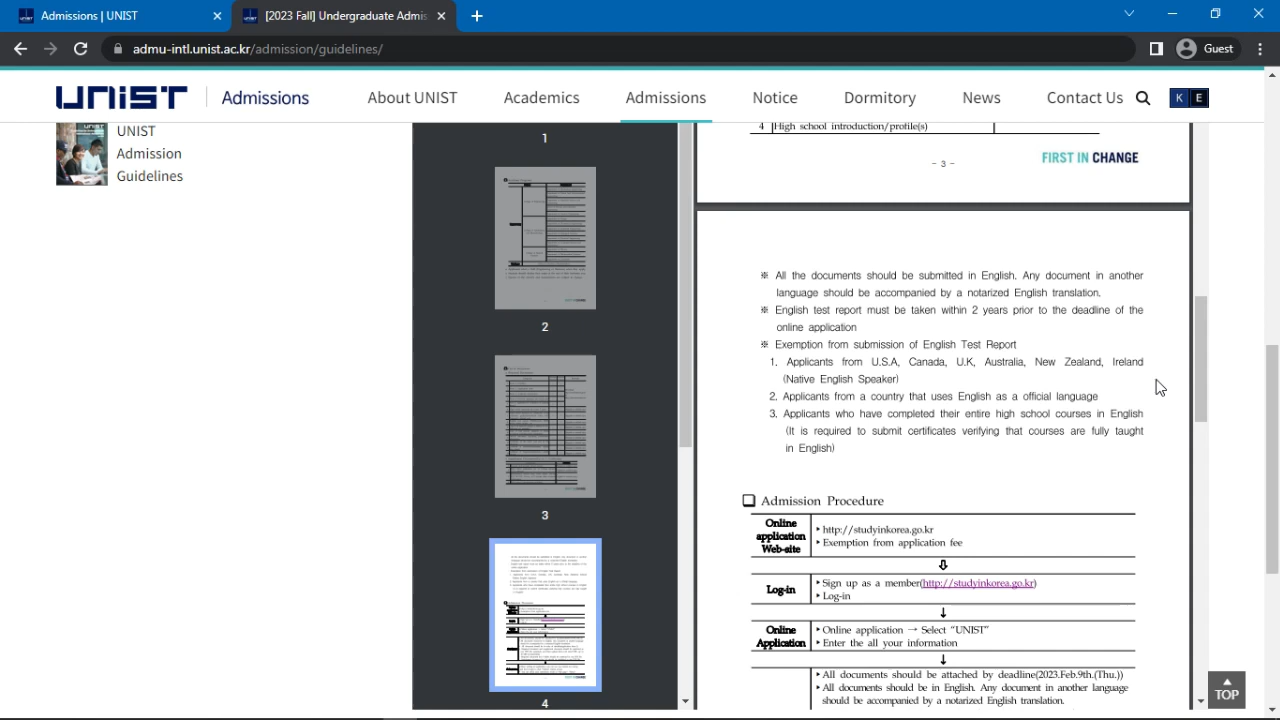 Admissions | UNIST
[2023 Fall] Undergraduate Admis
admu-intl.unist.ac.kr/admission/guidelines/
Guest
UNIST
Admissions
About UNIST
Academics
Admissions
Notice
Dormitory
News
Contact Us
K E
UNIST
Admission
Guidelines
1
2
3
4
4 High school introduction/profile(s)
- 3 -
FIRST IN CHANGE
※ All the documents should be submitted in English. Any document in another
language should be accompanied by a notarized English translation.
※ English test report must be taken within 2 years prior to the deadline of the
online application
※ Exemption from submission of English Test Report
1. Applicants from U.S.A, Canada, U.K, Australia, New Zealand, Ireland
(Native English Speaker)
2. Applicants from a country that uses English as a official language
3. Applicants who have completed their entire high school courses in English
(It is required to submit certificates verifying that courses are fully taught
in English)
❏ Admission Procedure
Online
application
Web-site
‣ http://studyinkorea.go.kr
‣ Exemption from application fee
⇩
Log-in
‣ Sign up as a member(http://studyinkorea.go.kr)
‣ Log-in
↓
Online
Application
‣ Online application → Select "UNIST"
‣ Enter the all your information
↓
‣ All documents should be attached by deadline(2023.Feb.9th.(Thu.))
‣ All documents should be in English. Any document in another language
should be accompanied by a notarized English translation.
TOP